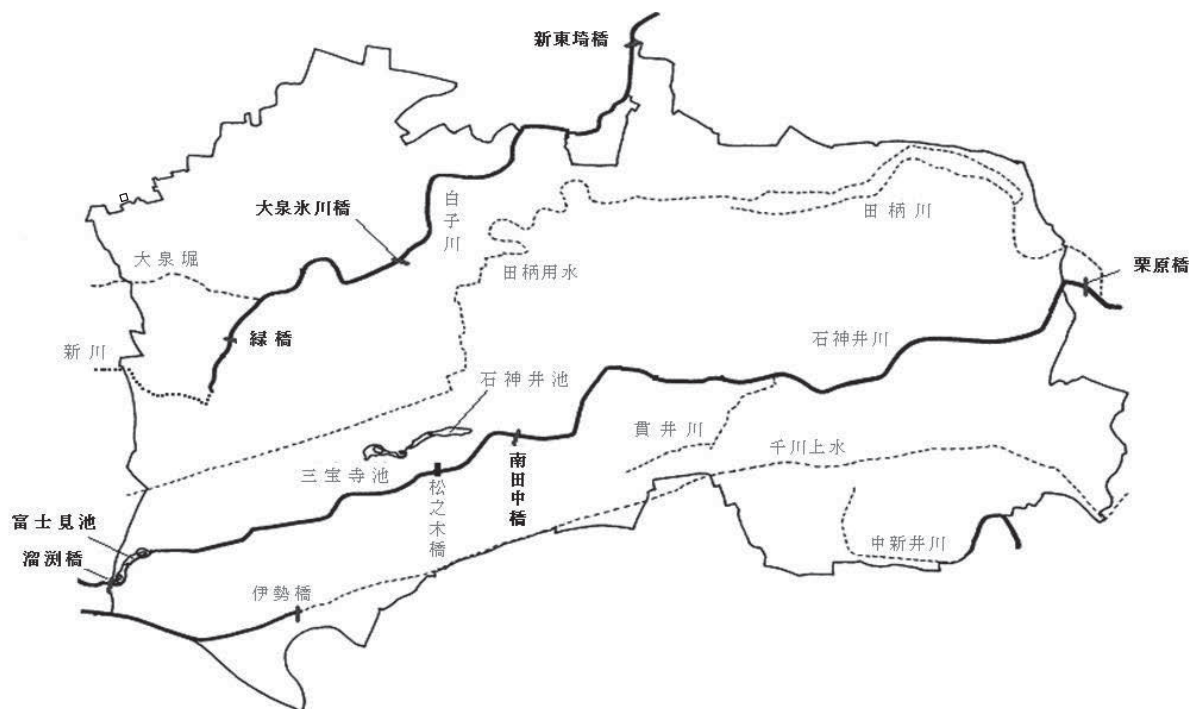 新東埼橋
大泉氷川橋
白子川
大泉堀
田柄用水
田柄川
栗原橋
新川
緑橋
石神井川
石神井池
貫井川
千川上水
三宝寺池
松之木橋
南田中橋
富士見池
溜渕橋
伊勢橋
中新井川